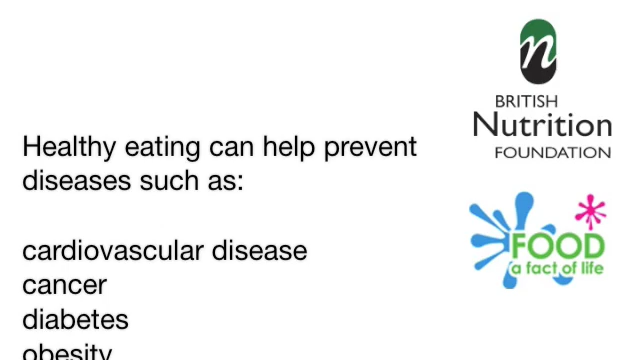 Healthy eating can help prevent
diseases such as:
cardiovascular disease
cancer
diabetes
obesity
n
BRITISH
Nutrition
FOUNDATION
FOOD
a fact of life